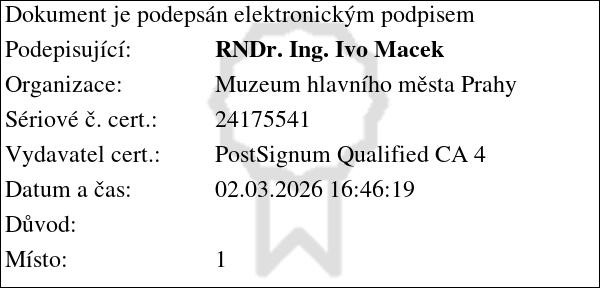 Dokument je podepsán elektronickým podpisem
Podepisující: RNDr. Ing. Ivo Macek
Organizace: Muzeum hlavního města Prahy
Sériové č. cert.: 24175541
Vydavatel cert.: PostSignum Qualified CA 4
Datum a čas: 02.03.2026 16:46:19
Důvod:
Místo: 1